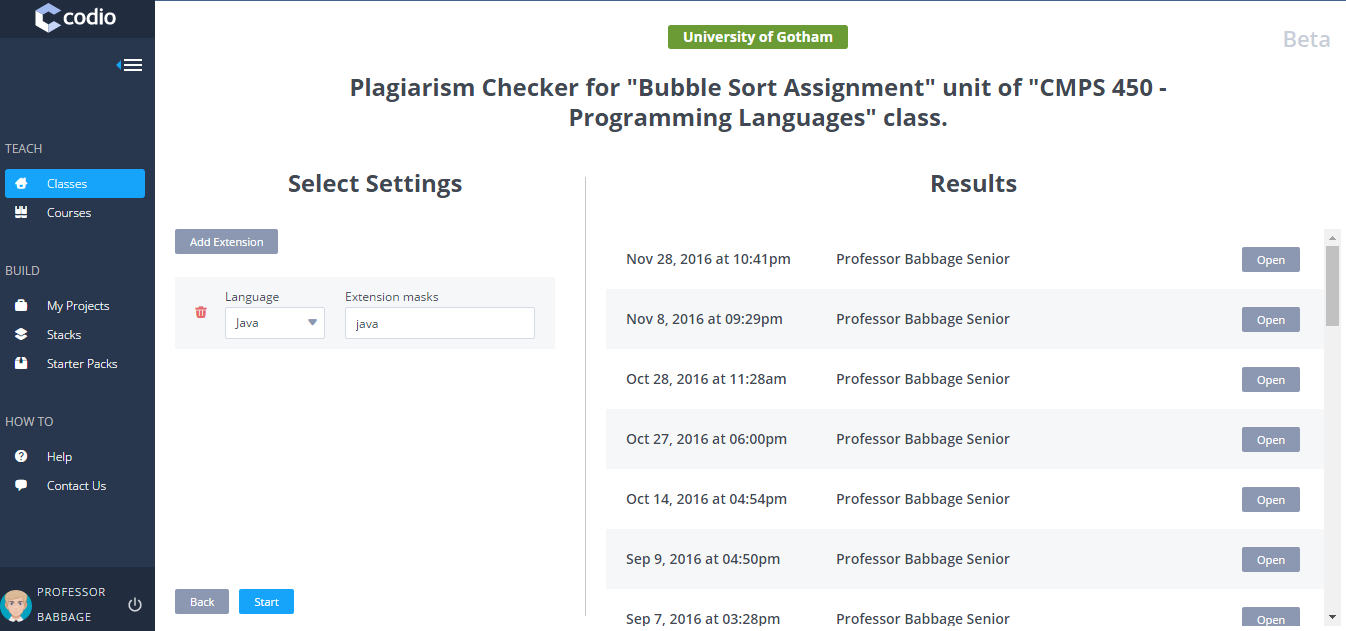 codio
TEACH
Classes
Courses
BUILD
My Projects
Stacks
Starter Packs
HOW TO
Help
Contact Us
PROFESSOR
BABBAGE
University of Gotham
Beta
Plagiarism Checker for "Bubble Sort Assignment" unit of "CMPS 450 -
Programming Languages" class.
Select Settings
Add Extension
Language Extension masks
Java java
Back Start
Results
Nov 28, 2016 at 10:41pm Professor Babbage Senior Open
Nov 8, 2016 at 09:29pm Professor Babbage Senior Open
Oct 28, 2016 at 11:28am Professor Babbage Senior Open
Oct 27, 2016 at 06:00pm Professor Babbage Senior Open
Oct 14, 2016 at 04:54pm Professor Babbage Senior Open
Sep 9, 2016 at 04:50pm Professor Babbage Senior Open
Sep 7, 2016 at 03:28pm Professor Babbage Senior Open